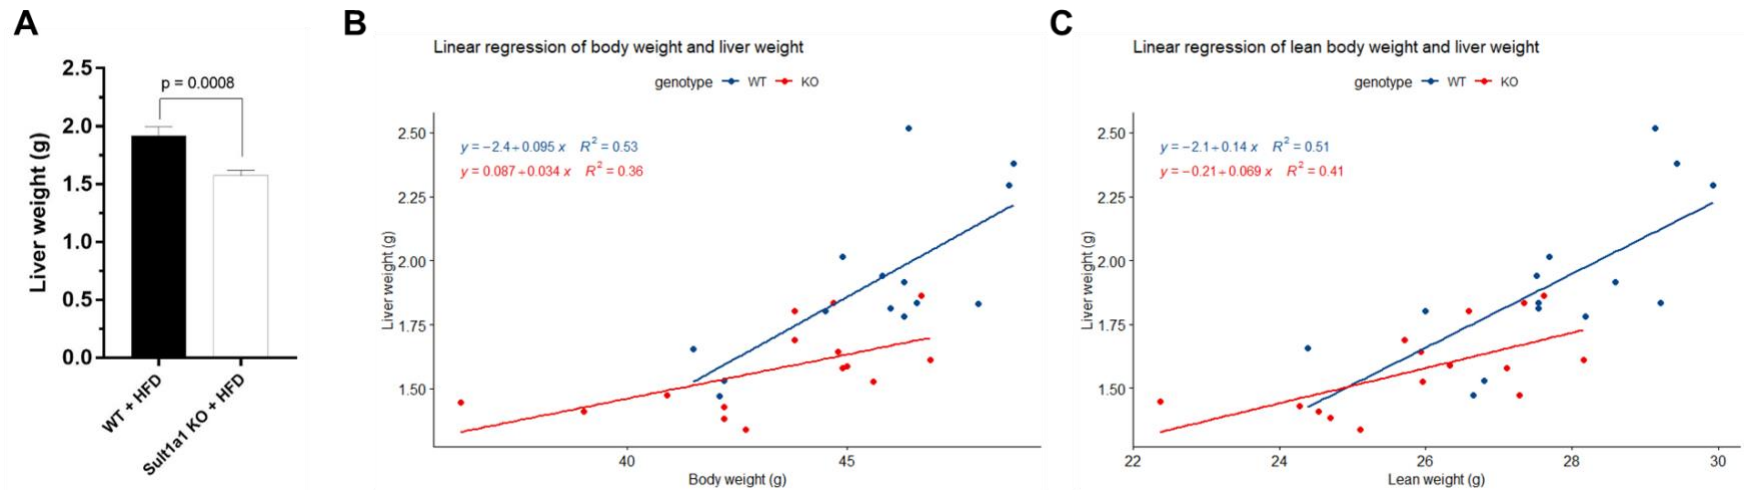 A
Liver weight (g)
2.5
2.0
1.5
1.0
0.5
0.0
p = 0.0008
WT + HFD
Sult1a1 KO + HFD
B
Linear regression of body weight and liver weight
genotype WT KO
y = −2.4+0.095 x R² = 0.53
y = 0.087+0.034 x R² = 0.36
Liver weight (g)
2.50
2.25
2.00
1.75
1.50
40 45
Body weight (g)
C
Linear regression of lean body weight and liver weight
genotype WT KO
y = −2.1+0.14 x R² = 0.51
y = −0.21+0.069 x R² = 0.41
Liver weight (g)
2.50
2.25
2.00
1.75
1.50
22 24 26 28 30
Lean weight (g)